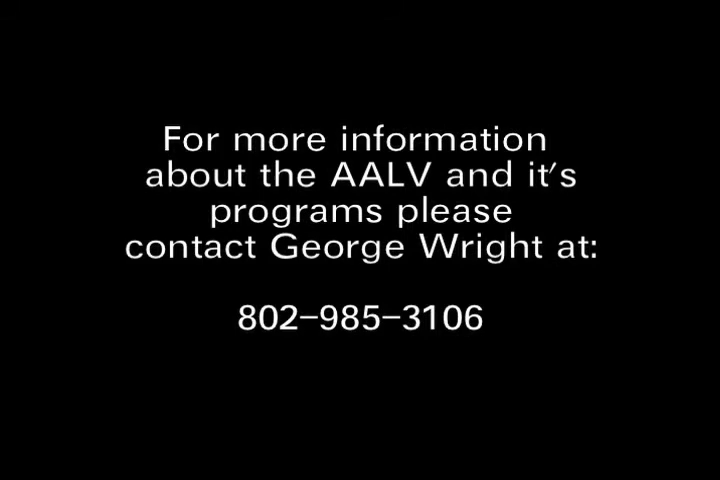 For more information
about the AALV and it's
programs please
contact George Wright at:
802-985-3106